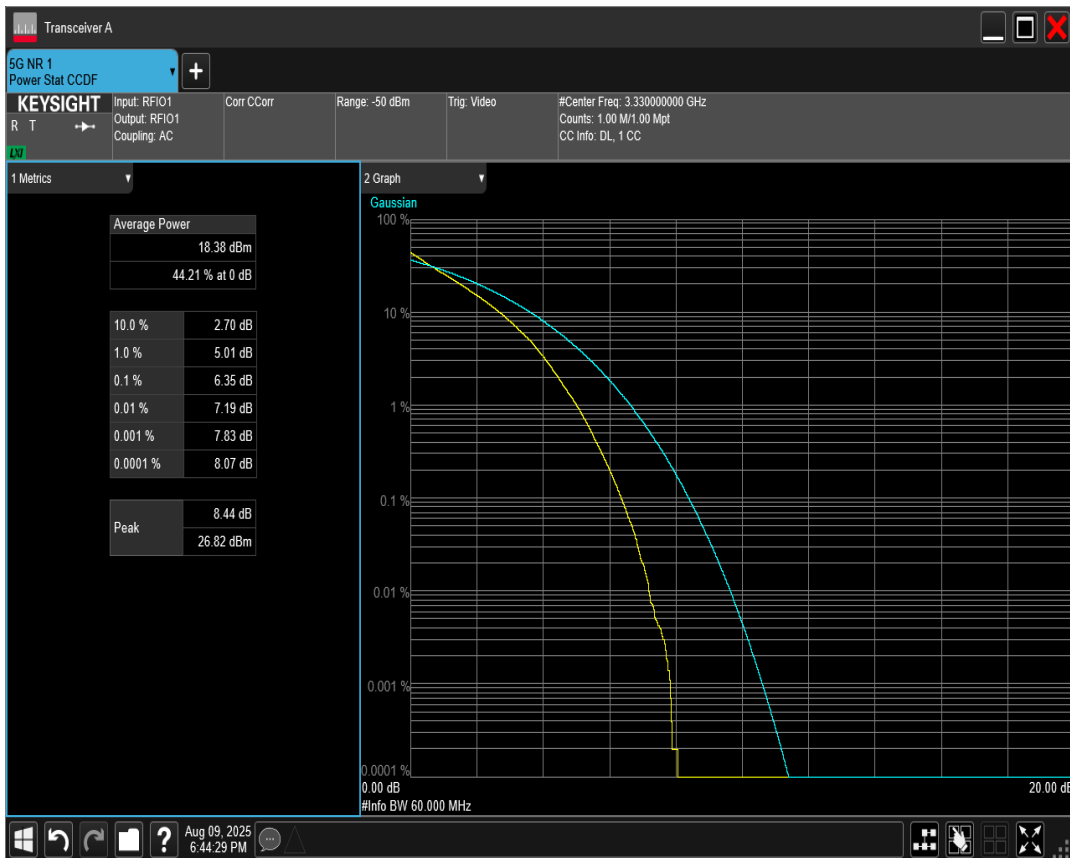 Transceiver A
5G NR 1
Power Stat CCDF
KEYSIGHT
R T
LXI
Input: RFIO1
Output: RFIO1
Coupling: AC
Corr CCorr
Range: -50 dBm
Trig: Video
#Center Freq: 3.330000000 GHz
Counts: 1.00 M/1.00 Mpt
CC Info: DL, 1 CC
1 Metrics
Average Power
18.38 dBm
44.21 % at 0 dB
10.0 % 2.70 dB
1.0 % 5.01 dB
0.1 % 6.35 dB
0.01 % 7.19 dB
0.001 % 7.83 dB
0.0001 % 8.07 dB
Peak
8.44 dB
26.82 dBm
2 Graph
Gaussian
100 %
10 %
1 %
0.1 %
0.01 %
0.001 %
0.0001 %
0.00 dB
20.00 dB
#Info BW 60.000 MHz
?
Aug 09, 2025
6:44:29 PM